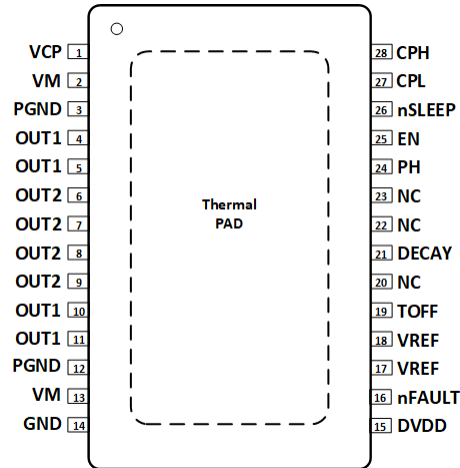 VCP 1 28 CPH
VM 2 27 CPL
PGND 3 26 nSLEEP
OUT1 4 25 EN
OUT1 5 24 PH
OUT2 6 23 NC
OUT2 7 22 NC
OUT2 8 21 DECAY
OUT2 9 20 NC
OUT1 10 19 TOFF
OUT1 11 18 VREF
PGND 12 17 VREF
VM 13 16 nFAULT
GND 14 15 DVDD
Thermal
PAD